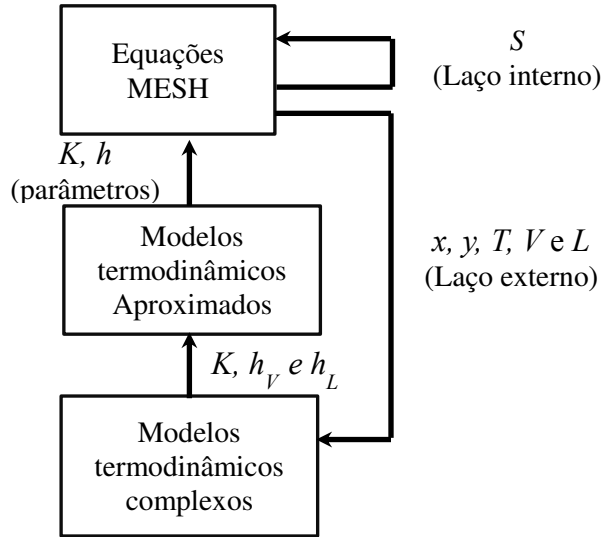 Equações
MESH
S
(Laço interno)
K, h
(parâmetros)
Modelos
termodinâmicos
Aproximados
x, y, T, V e L
(Laço externo)
K, h_V e h_L
Modelos
termodinâmicos
complexos